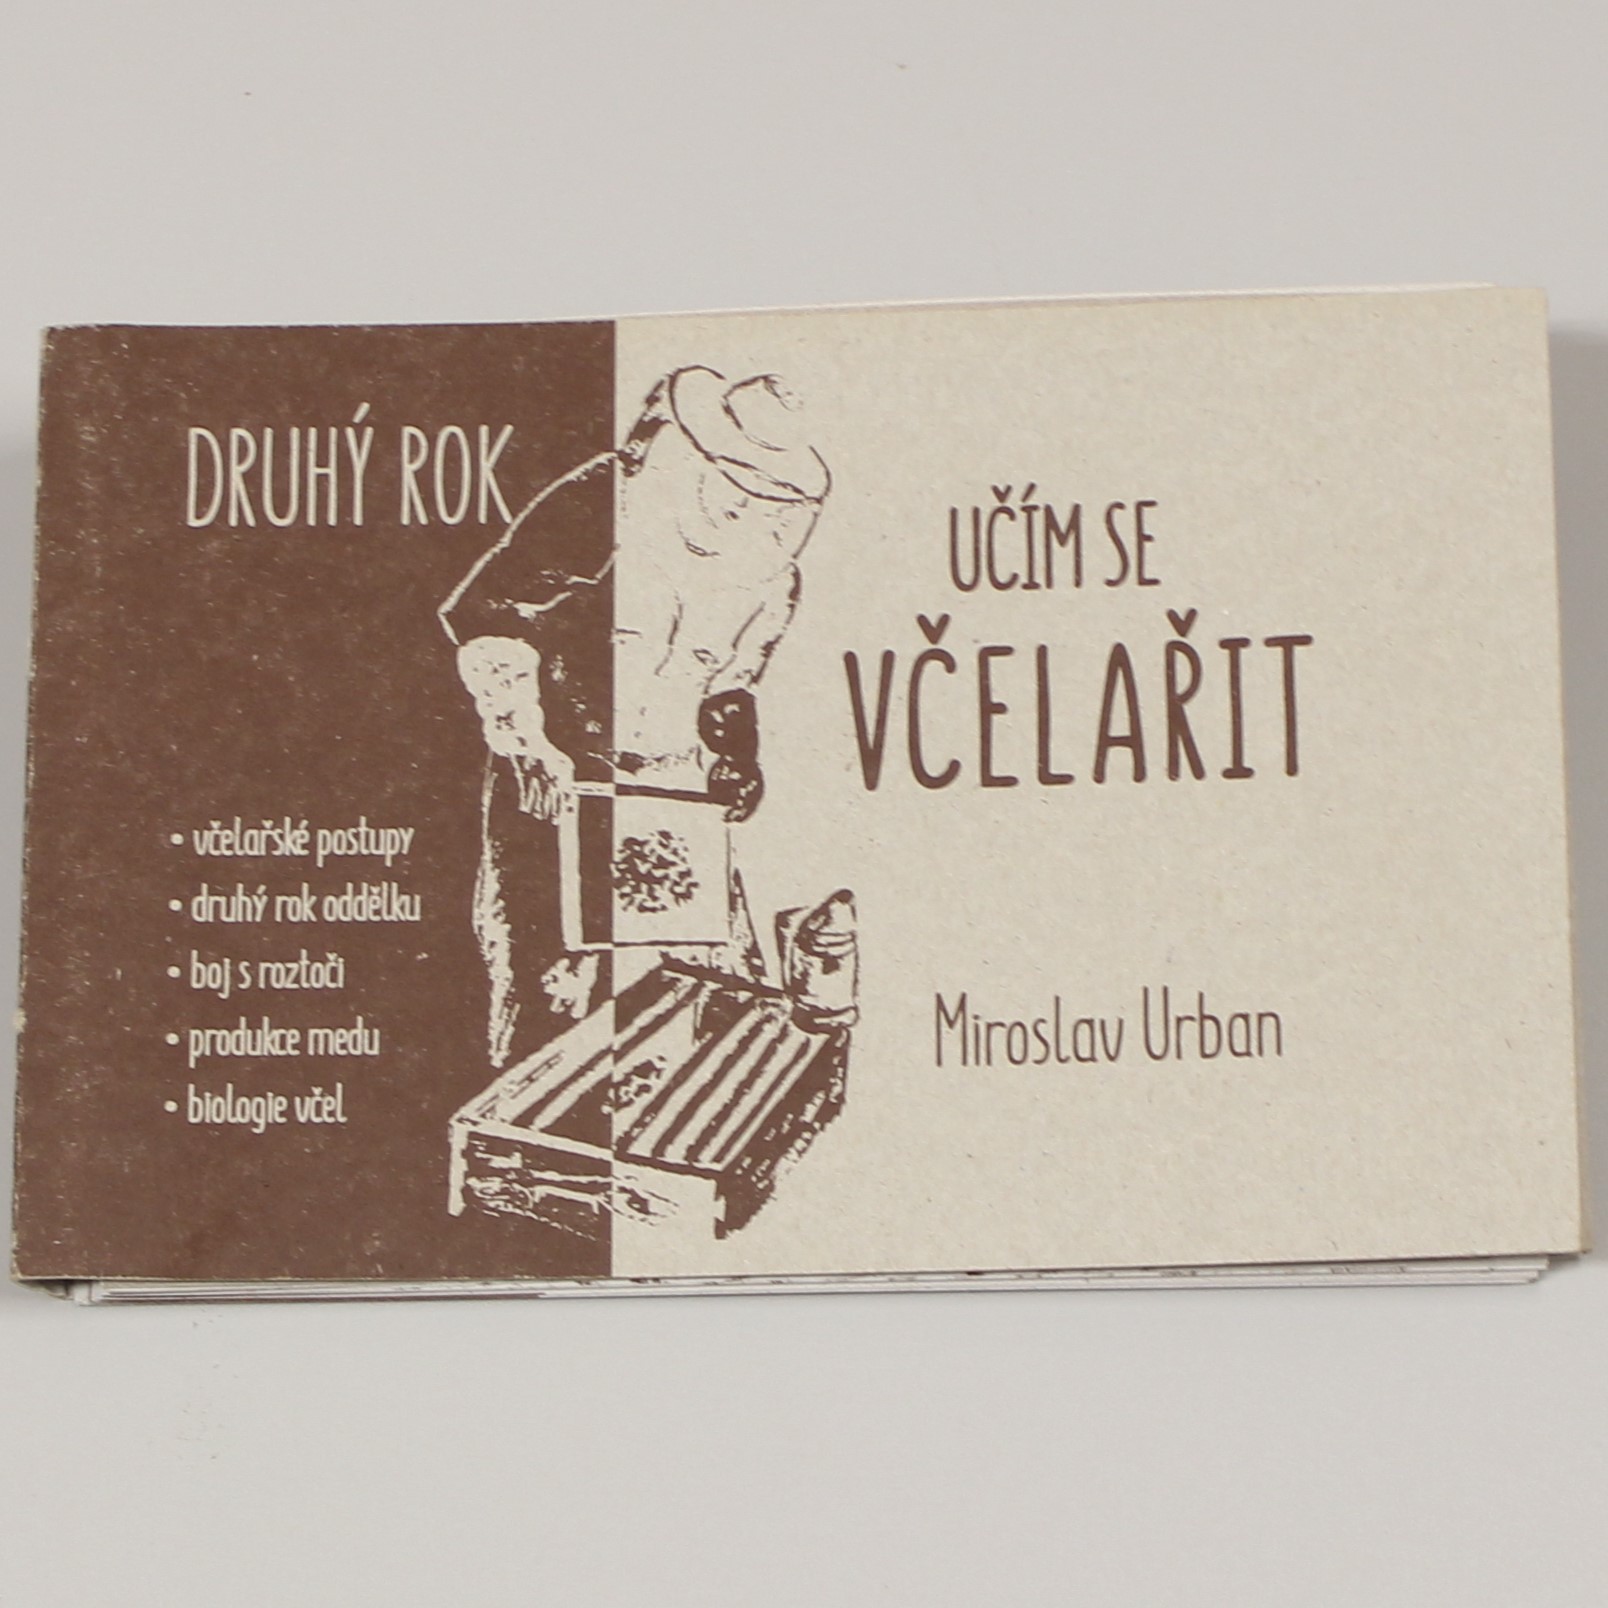 DRUHÝ ROK
• včelařské postupy
• druhý rok oddělku
• boj s roztoči
• produkce medu
• biologie včel
UČÍM SE
VČELAŘIT
Miroslav Urban